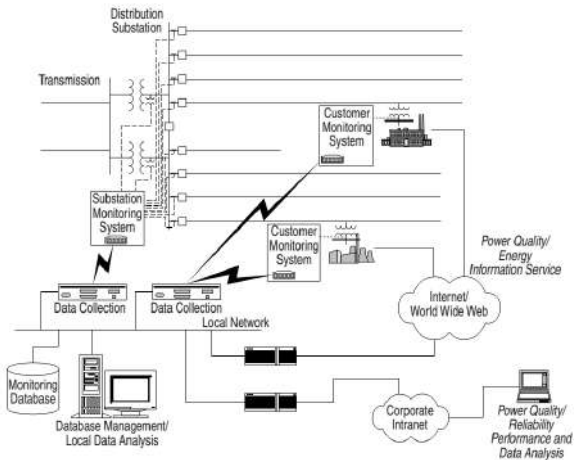 Distribution
Substation
Transmission
Customer
Monitoring
System
Substation
Monitoring
System
Customer
Monitoring
System
Power Quality/
Energy
Information Service
Internet/
World Wide Web
Data Collection
Data Collection
Local Network
Monitoring
Database
Database Management/
Local Data Analysis
Corporate
Intranet
Power Quality/
Reliability
Performance and
Data Analysis